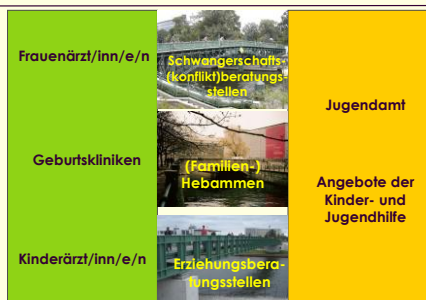 Frauenärzt/inn/e/n
Geburtskliniken
Kinderärzt/inn/e/n
Schwangerschafts-
(konflikt)beratungs-
stellen
(Familien-)
Hebammen
Erziehungsbera-
tungsstellen
Jugendamt
Angebote der
Kinder- und
Jugendhilfe